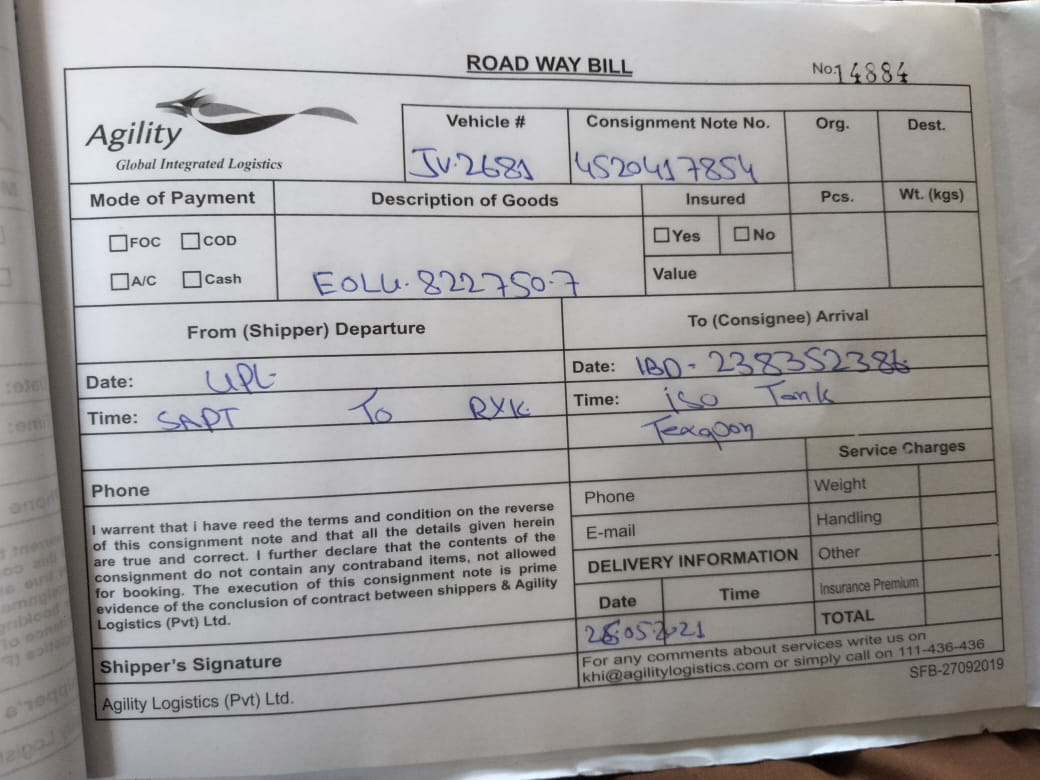 ROAD WAY BILL
No. 14884
Agility
Global Integrated Logistics
Vehicle # Consignment Note No. Org. Dest.
JV.2681 4520417854
Mode of Payment Description of Goods Insured Pcs. Wt. (kgs)
FOC COD Yes No
A/C Cash EOLU.822750.7 Value
From (Shipper) Departure To (Consignee) Arrival
Date: UPL Date: IBD - 238352386
Time: SAPT To RYK Time: iso Tank
Phone Service Charges
Phone Weight
I warrent that i have reed the terms and condition on the reverse
of this consignment note and that all the details given herein
are true and correct. I further declare that the contents of the
consignment do not contain any contraband items, not allowed
for booking. The execution of this consignment note is prime
evidence of the conclusion of contract between shippers & Agility
Logistics (Pvt) Ltd.
E-mail Handling
DELIVERY INFORMATION Other
Date Time Insurance Premium
05.2021 TOTAL
Shipper's Signature
For any comments about services write us on
khi@agilitylogistics.com or simply call on 111-436-436
Agility Logistics (Pvt) Ltd.
SFB-27092019